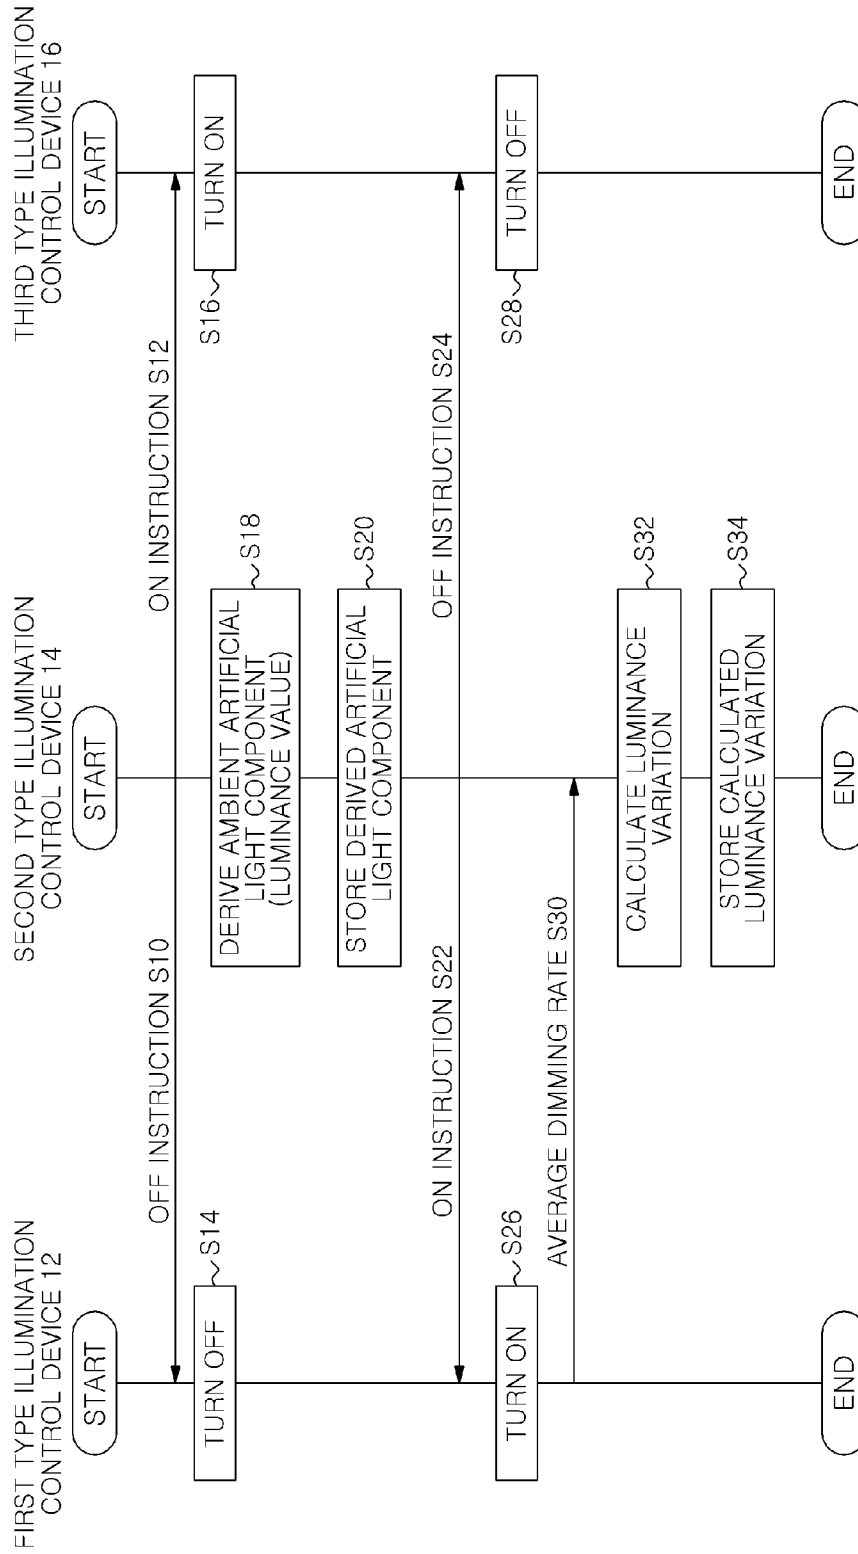 FIRST TYPE ILLUMINATION
CONTROL DEVICE 12
SECOND TYPE ILLUMINATION
CONTROL DEVICE 14
THIRD TYPE ILLUMINATION
CONTROL DEVICE 16
START
START
START
OFF INSTRUCTION S10
ON INSTRUCTION S12
TURN OFF
S14
S16
TURN ON
DERIVE AMBIENT ARTIFICIAL
LIGHT COMPONENT
(LUMINANCE VALUE)
S18
STORE DERIVED ARTIFICIAL
LIGHT COMPONENT
S20
ON INSTRUCTION S22
OFF INSTRUCTION S24
TURN ON
S26
S28
TURN OFF
AVERAGE DIMMING RATE S30
CALCULATE LUMINANCE
VARIATION
S32
STORE CALCULATED
LUMINANCE VARIATION
S34
END
END
END